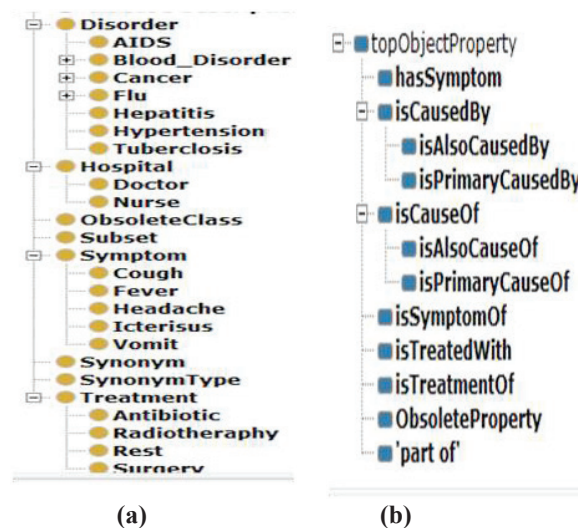 Disorder
AIDS
Blood_Disorder
Cancer
Flu
Hepatitis
Hypertension
Tuberclosis
Hospital
Doctor
Nurse
ObsoleteClass
Subset
Symptom
Cough
Fever
Headache
Icterisus
Vomit
Synonym
SynonymType
Treatment
Antibiotic
Radiotheraphy
Rest
Surgery
(a)
topObjectProperty
hasSymptom
isCausedBy
isAlsoCausedBy
isPrimaryCausedBy
isCauseOf
isAlsoCauseOf
isPrimaryCauseOf
isSymptomOf
isTreatedWith
isTreatmentOf
ObsoleteProperty
'part of'
(b)